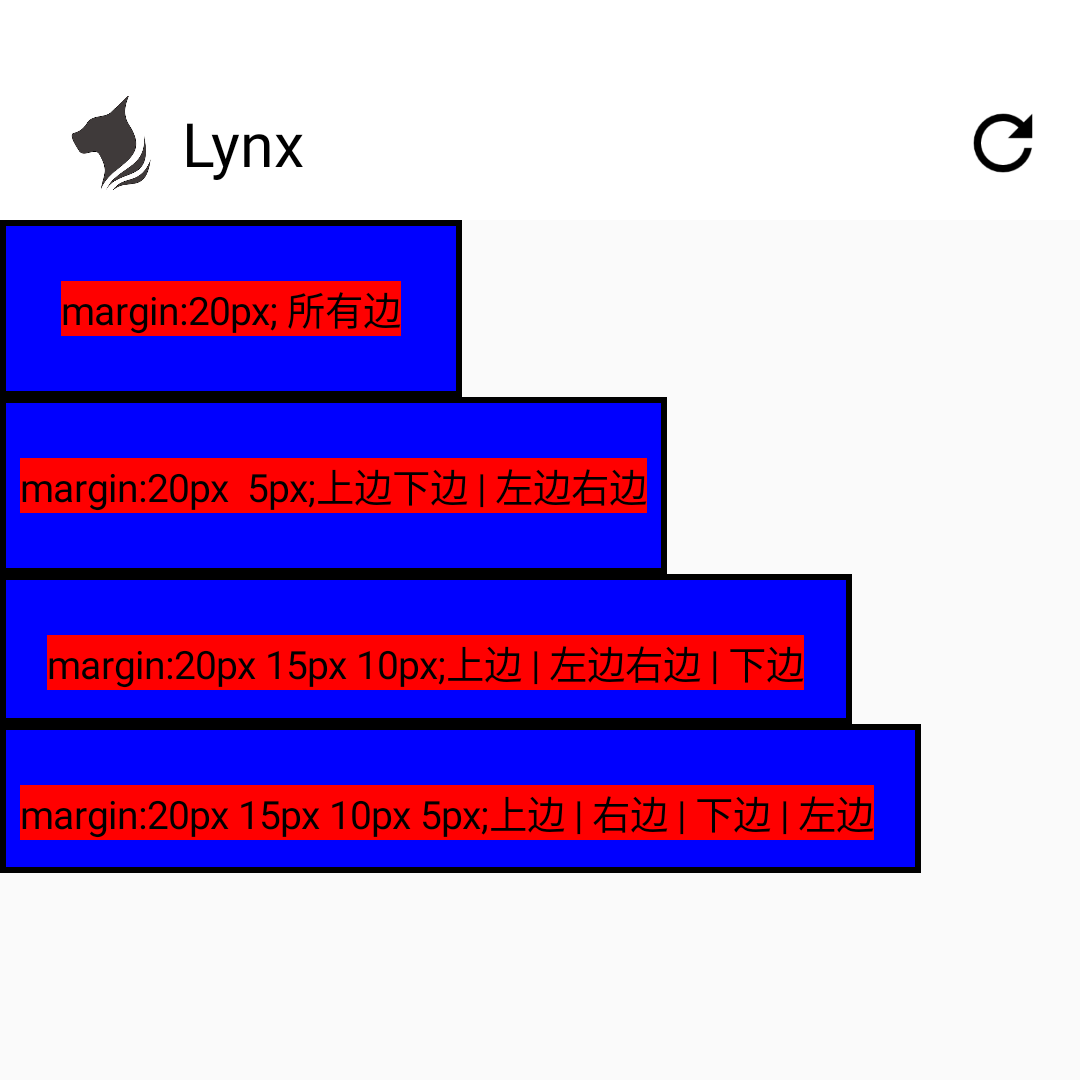 Lynx
margin:20px; 所有边
margin:20px  5px;上边下边 | 左边右边
margin:20px 15px 10px;上边 | 左边右边 | 下边
margin:20px 15px 10px 5px;上边 | 右边 | 下边 | 左边